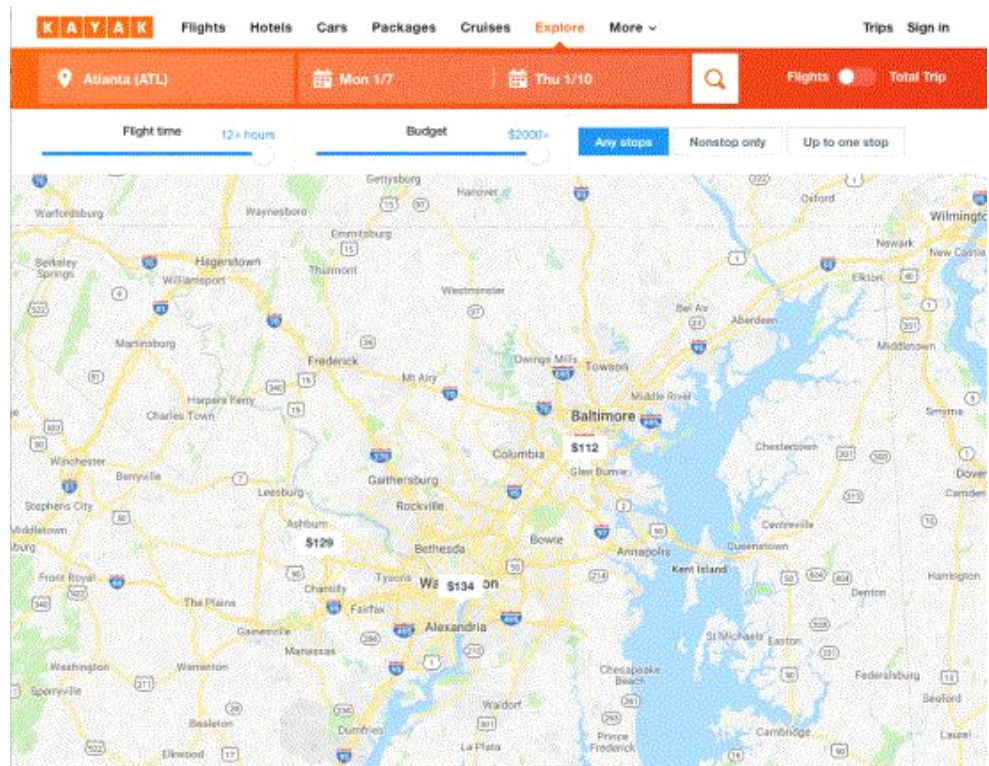 KAYAK Flights Hotels Cars Packages Cruises Explore More Trips Sign in
Atlanta (ATL) Mon 1/7 Thu 1/10 Flights Total Trip
Flight time 12+ hours Budget $2000+ Any stops Nonstop only Up to one stop
Gettysburg
Hanover
Oxford
Warfordsburg
Waynesboro
Emmitsburg
Newark
New Castle
Berkeley
Springs
Hagerstown
Williamsport
Thurmont
Elkton
Westminster
Bel Air
Aberdeen
Martinsburg
Middletown
Frederick
Owings Mills
Towson
Mt Airy
Harpers Ferry
Middle River
Charles Town
Baltimore
Smyrna
$112
Columbia
Chestertown
Winchester
Glen Burnie
Berryville
Gaithersburg
Leesburg
Rockville
Stephens City
Camden
Ashburn
Middletown
Centreville
$129
Bethesda
Bowie
Annapolis
Queenstown
Kent Island
Front Royal
Tysons
$134
Chantilly
Harrington
Denton
The Plains
Fairfax
Alexandria
Gainesville
St Michaels
Easton
Manassas
Washington
Warrenton
Chesapeake
Beach
Federalsburg
Sperryville
Seaford
Waldorf
Bealeton
Dumfries
Prince
Frederick
Cambridge
Laurel
La Plata
Elkwood